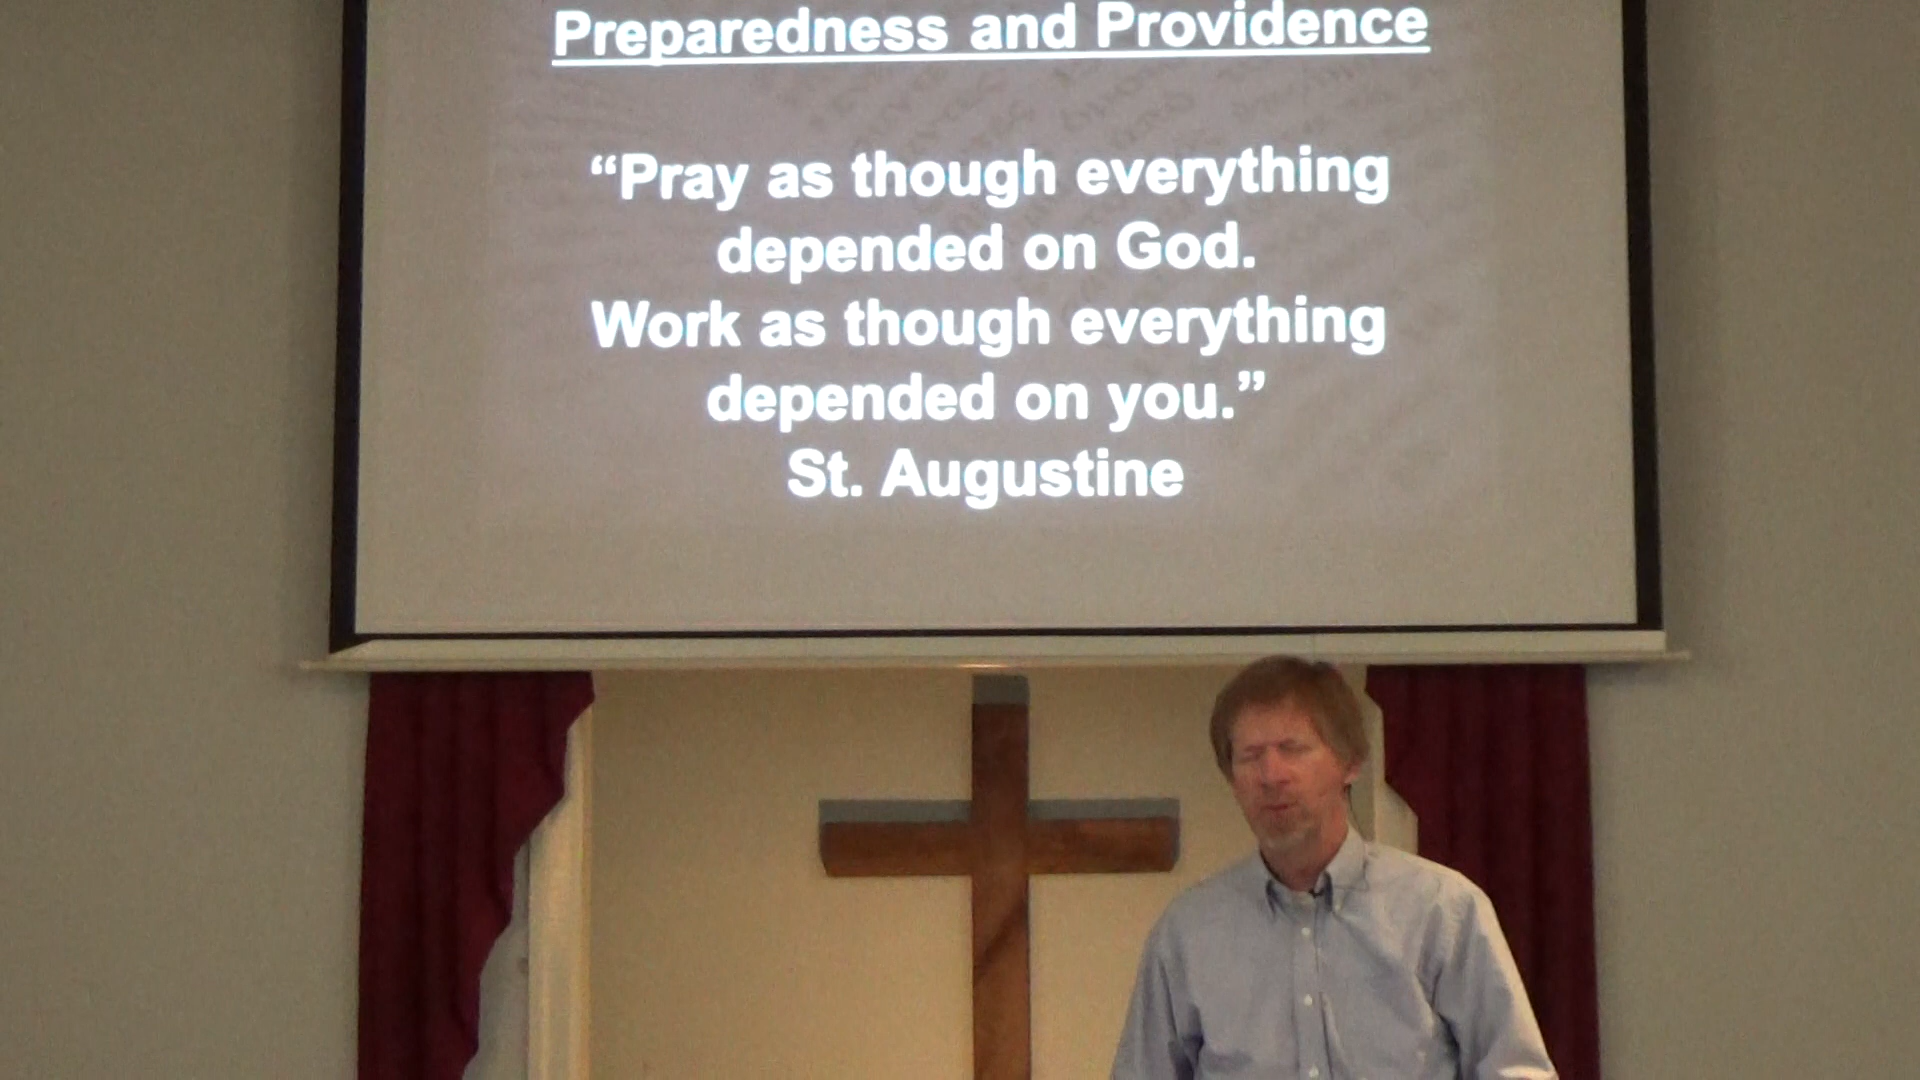 Preparedness and Providence
“Pray as though everything
depended on God.
Work as though everything
depended on you.”
St. Augustine